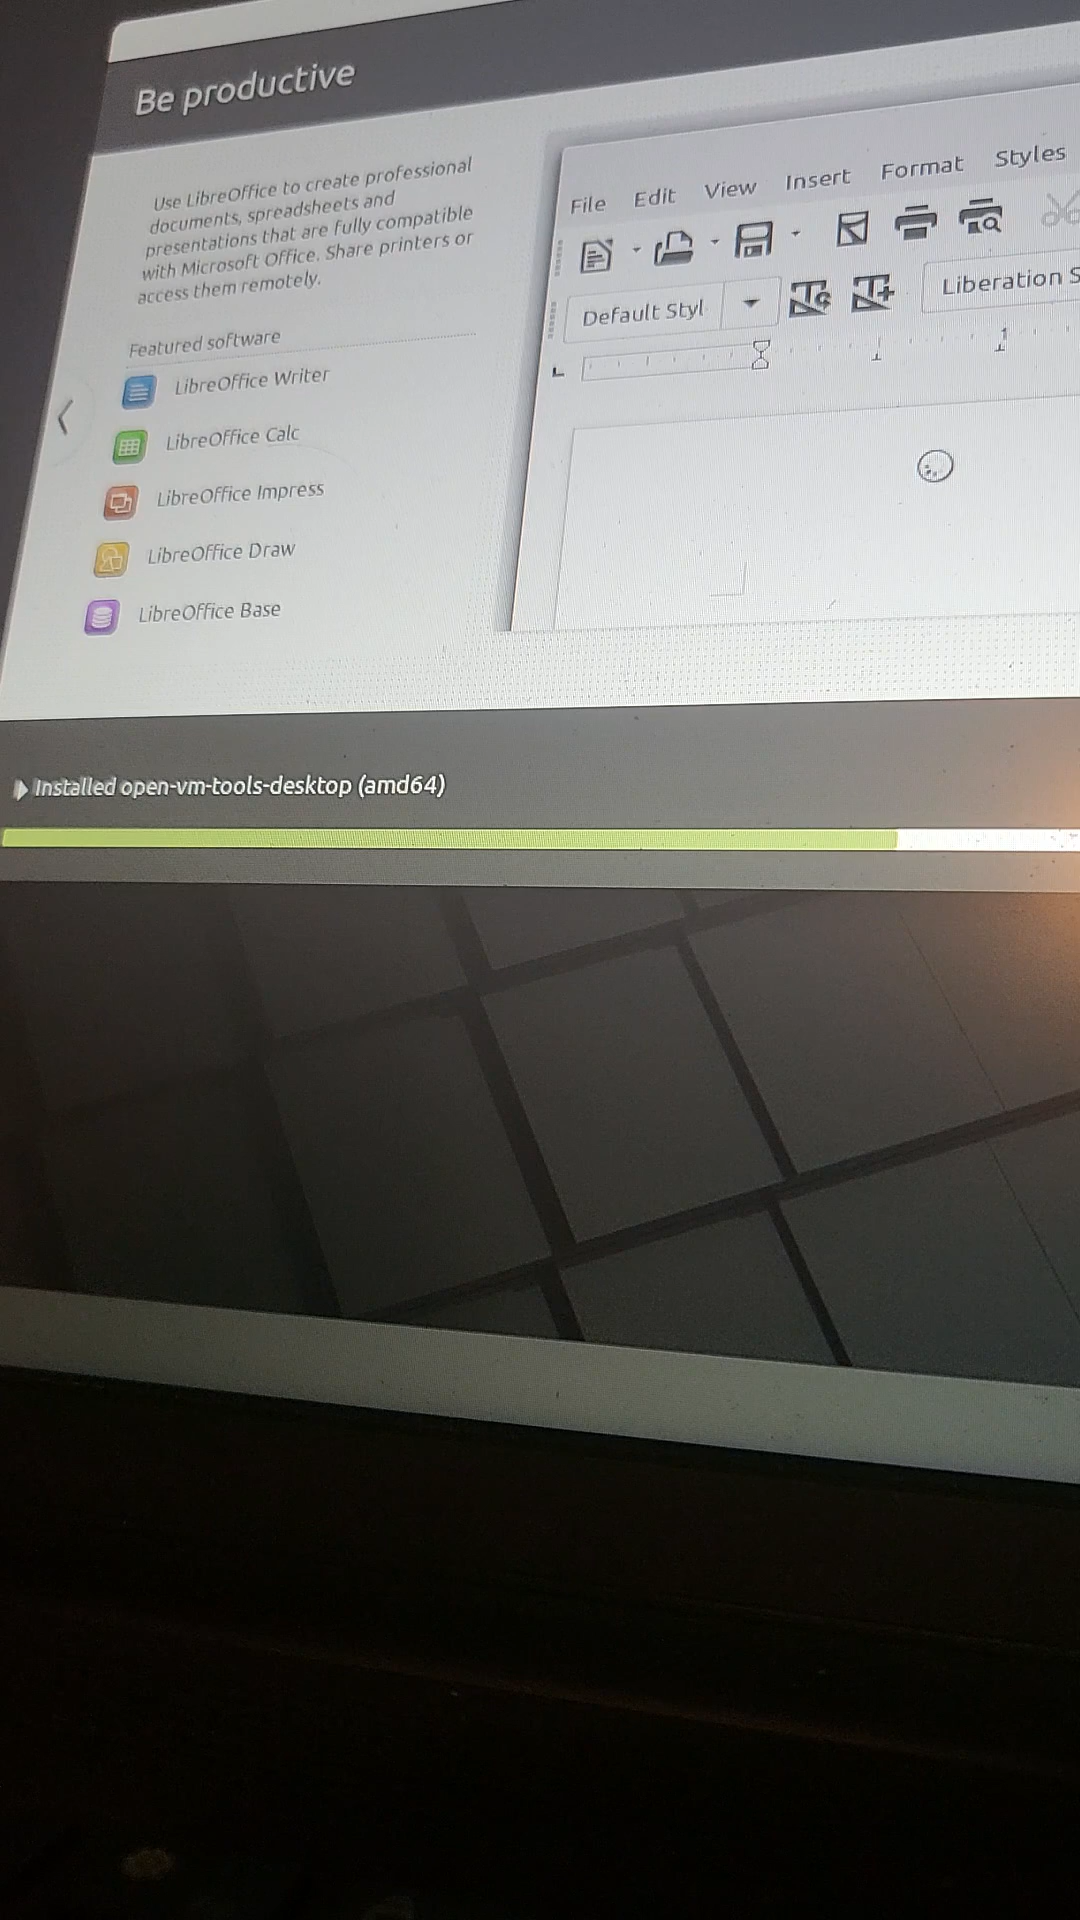 Be productive
Use LibreOffice to create professional
documents, spreadsheets and
presentations that are fully compatible
with Microsoft Office. Share printers or
access them remotely.
Featured software
LibreOffice Writer
LibreOffice Calc
LibreOffice Impress
LibreOffice Draw
LibreOffice Base
File Edit View Insert Format Styles
Default Styl
Liberation S
1
Installed open-vm-tools-desktop (amd64)